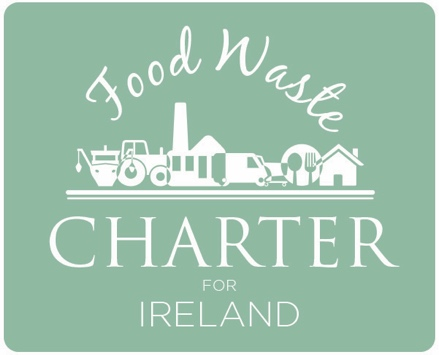 Food Waste
CHARTER
FOR
IRELAND